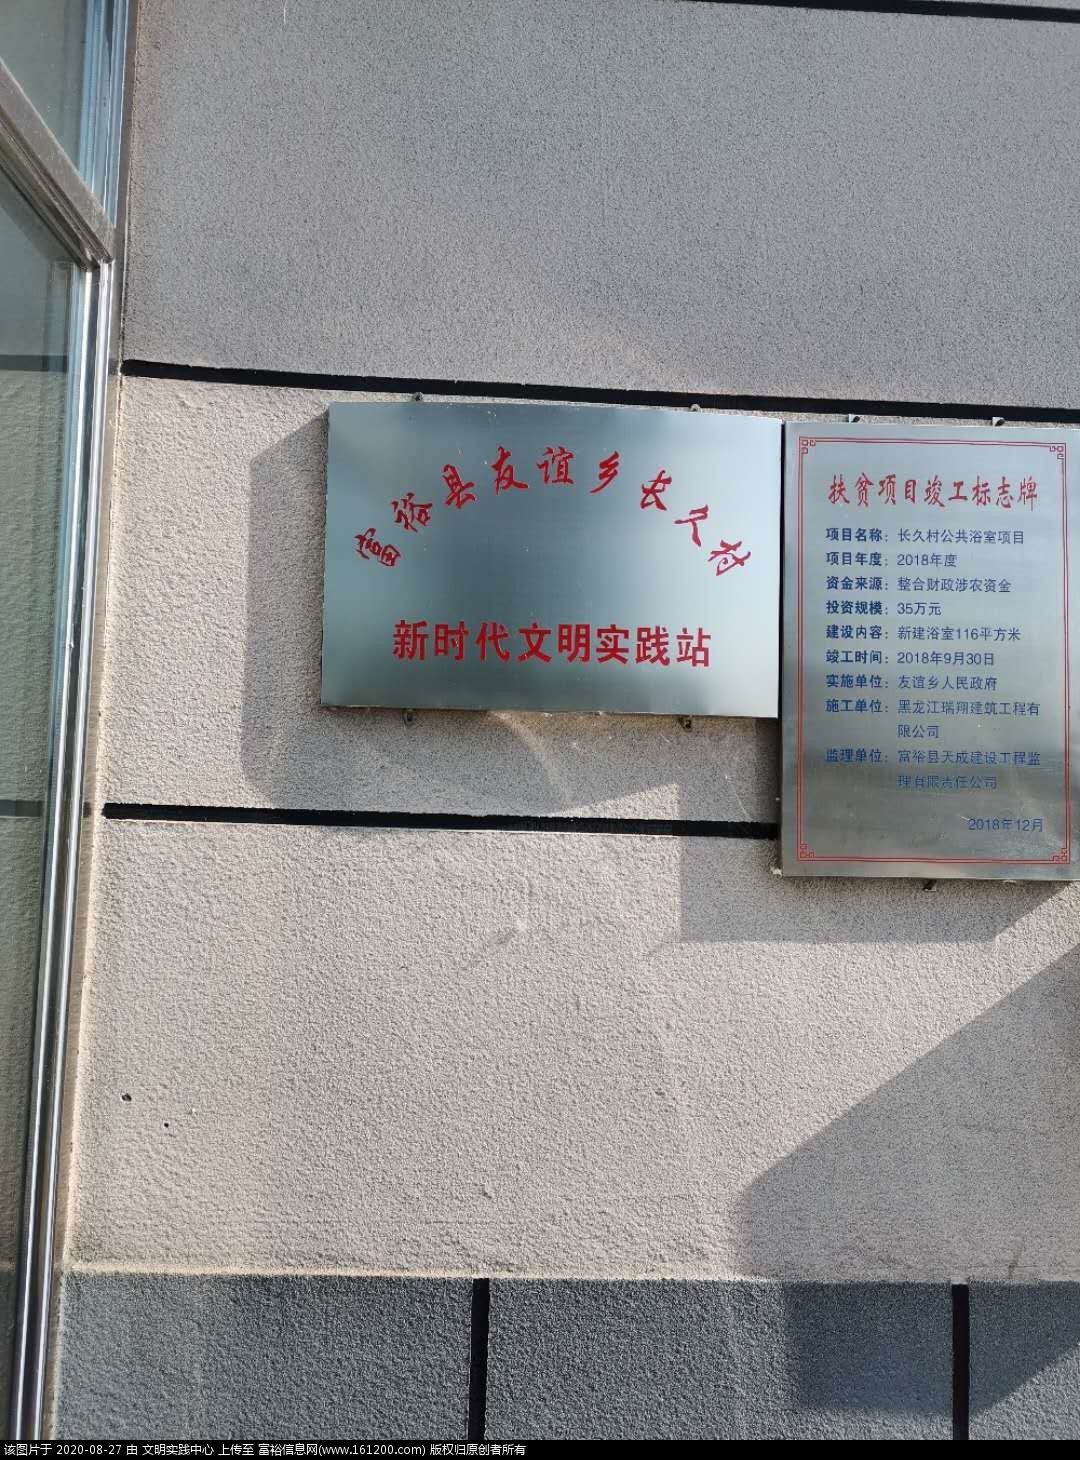 富裕县友谊乡长久村
新时代文明实践站
扶贫项目竣工标志牌
项目名称：长久村公共浴室项目
项目年度：2018年度
资金来源：整合财政涉农资金
投资规模：35万元
建设内容：新建浴室116平方米
竣工时间：2018年9月30日
实施单位：友谊乡人民政府
施工单位：黑龙江瑞翔建筑工程有
限公司
监理单位：富裕县天成建设工程监
理有限责任公司
2018年12月
该图片于 2020-08-27 由 文明实践中心 上传至 富裕信息网(www.161200.com) 版权归原创者所有